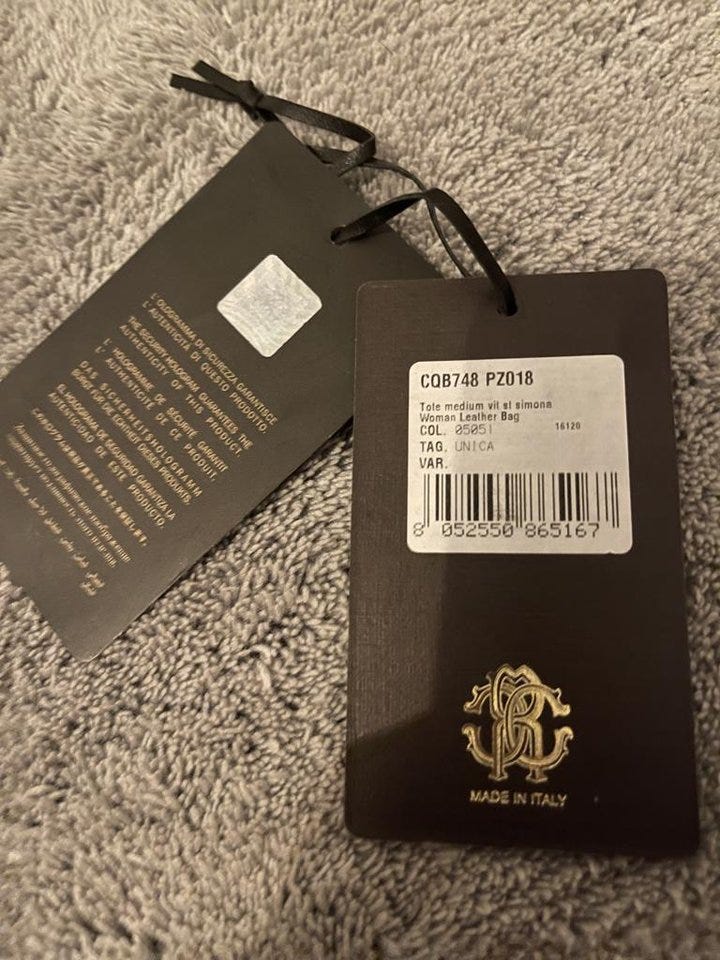 L'OLOGRAMMA DI SICUREZZA GARANTISCE
L'AUTENTICITÀ DI QUESTO PRODOTTO.
THE SECURITY HOLOGRAM GUARANTEES THE
AUTHENTICITY OF THIS PRODUCT
L' HOLOGRAMME DE SÉCURITÉ GARANTIT
L' AUTHENTICITÉ DE CE PRODUIT.
DAS SICHERHEITSHOLOGRAMM
BÜRGT FÜR DIE ECHTHEIT DIESES PRODUKTS.
EL HOLOGRAMA DE SEGURIDAD GARANTIZA LA
AUTENTICIDAD DE ESTE PRODUCTO.
CQB748 PZ018
Tote medium vit sl simona
Woman Leather Bag
COL. 05051 16120
TAG. UNICA
VAR.
8 052550 865167
MADE IN ITALY